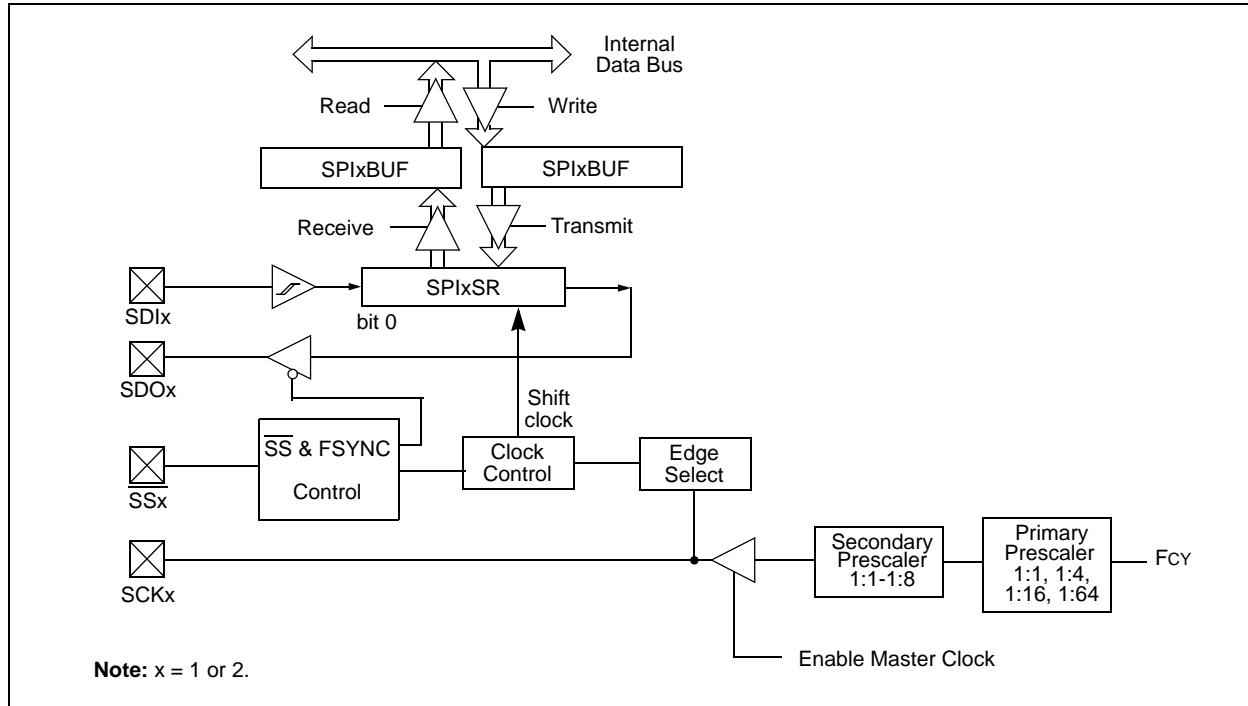 Internal
Data Bus
Read
Write
SPIxBUF
SPIxBUF
Receive
Transmit
SPIxSR
SDIx
bit 0
SDOx
Shift
clock
SS & FSYNC
Control
Clock
Control
Edge
Select
SSx
Secondary
Prescaler
1:1-1:8
Primary
Prescaler
1:1, 1:4,
1:16, 1:64
FCY
SCKx
Enable Master Clock
Note: x = 1 or 2.